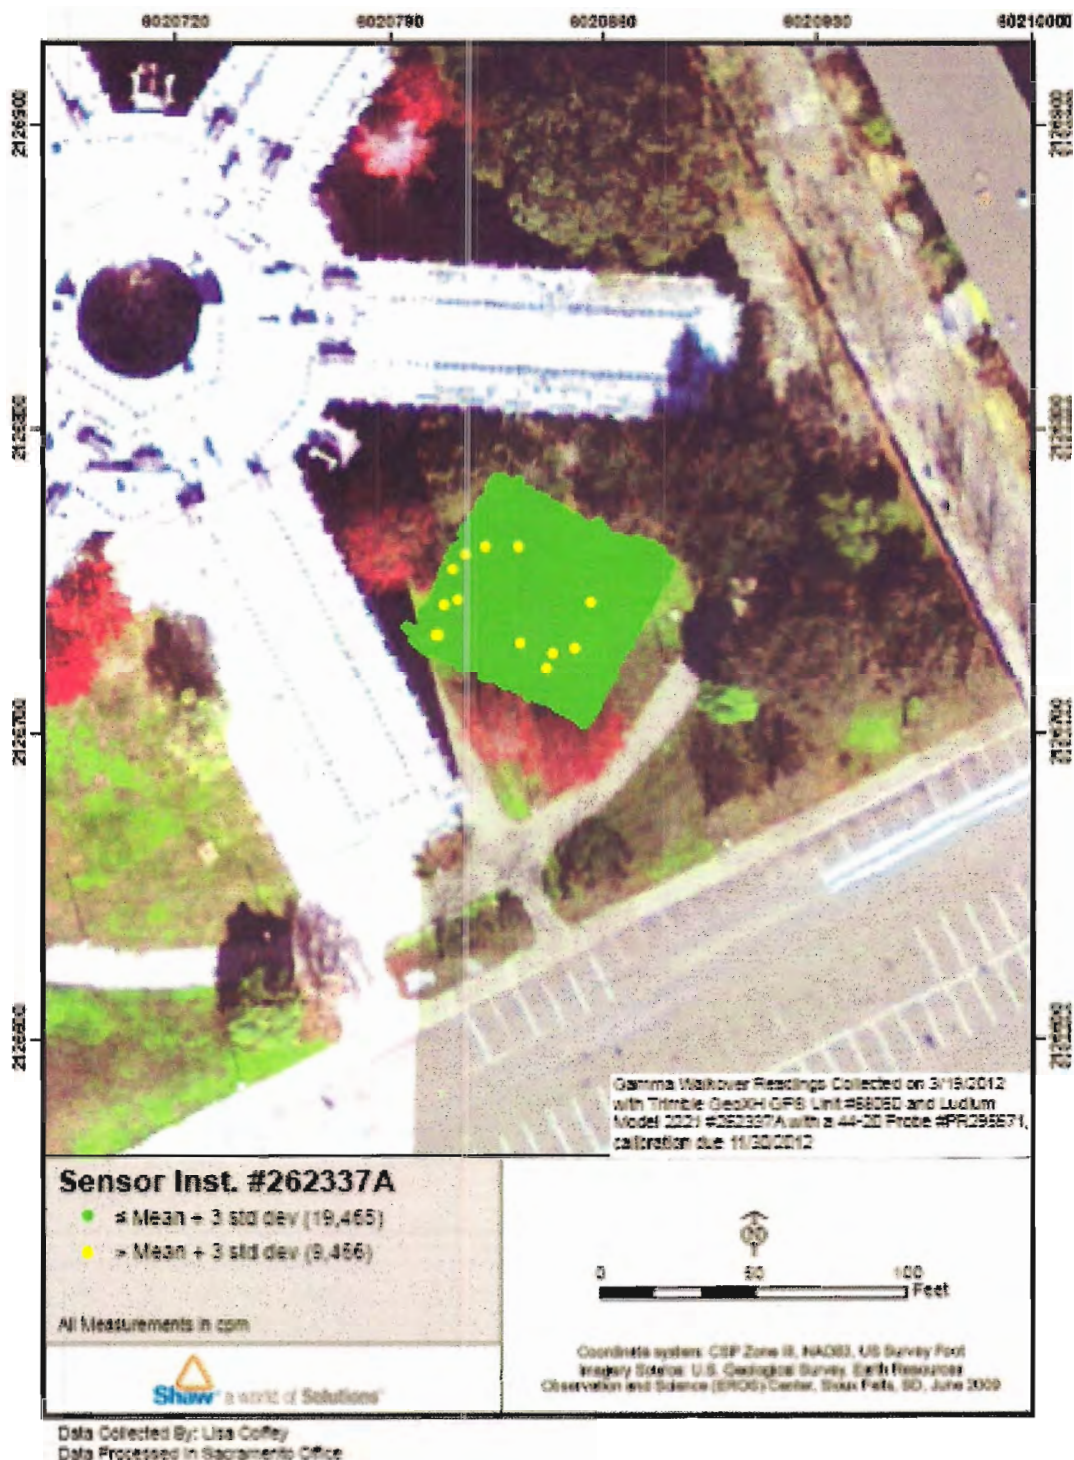 6020720 6020790 6020860 6020930 60210000
2126900 2126900
2126800 2126800
2126700 2126700
2126600 2126600
Gamma Walkover Readings Collected on 3/19/2012
with Trimble GeoXH GPS Unit and Ludlum
Model 2221 #262337A with a 44-20 Probe
calibration due 11/30/2012
Sensor Inst. #262337A
≤ Mean + 3 std dev (19,465)
> Mean + 3 std dev (9,466)
All Measurements in cpm
0 50 100
Feet
Shaw a world of Solutions
Coordinate system: CSP Zone III, NAD83, US Survey Foot
Imagery Source: U.S. Geological Survey, Earth Resources
Observation and Science (EROS) Center, Sioux Falls, SD, June 2009
Data Collected By: Lisa Coffey
Data Processed in Sacramento Office